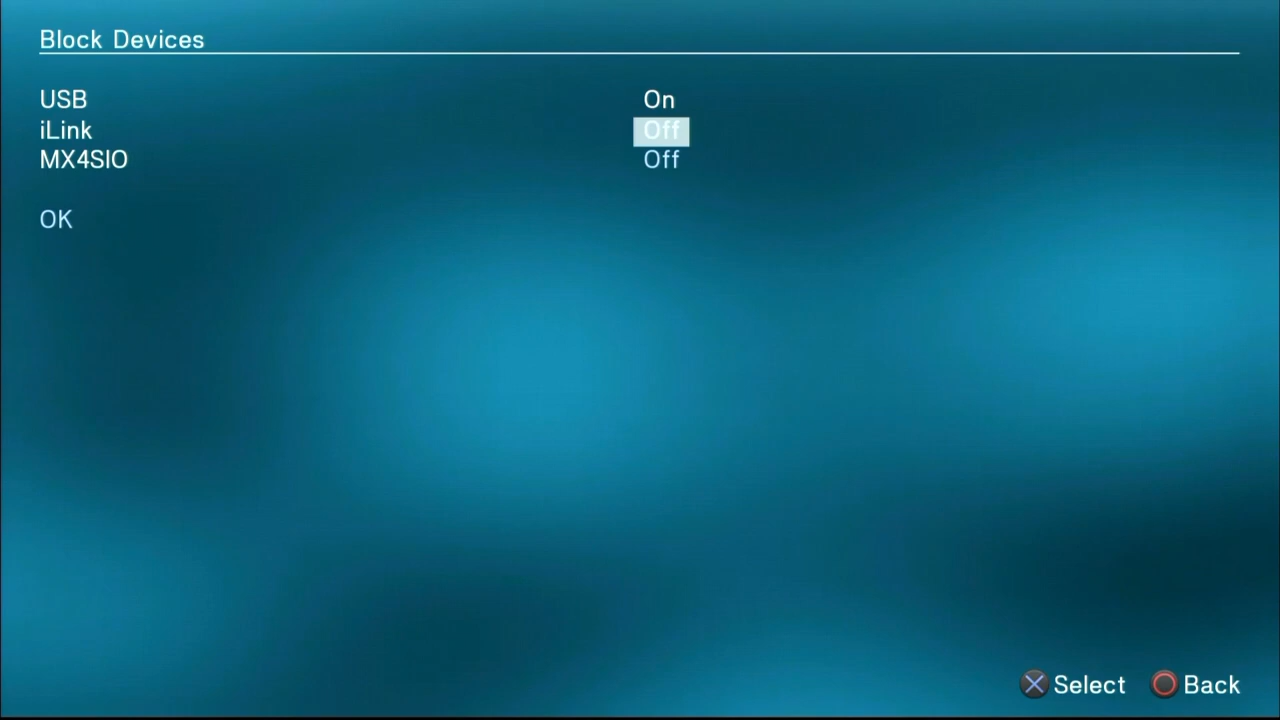 Block Devices
USB On
iLink Off
MX4SIO Off
OK
Select Back